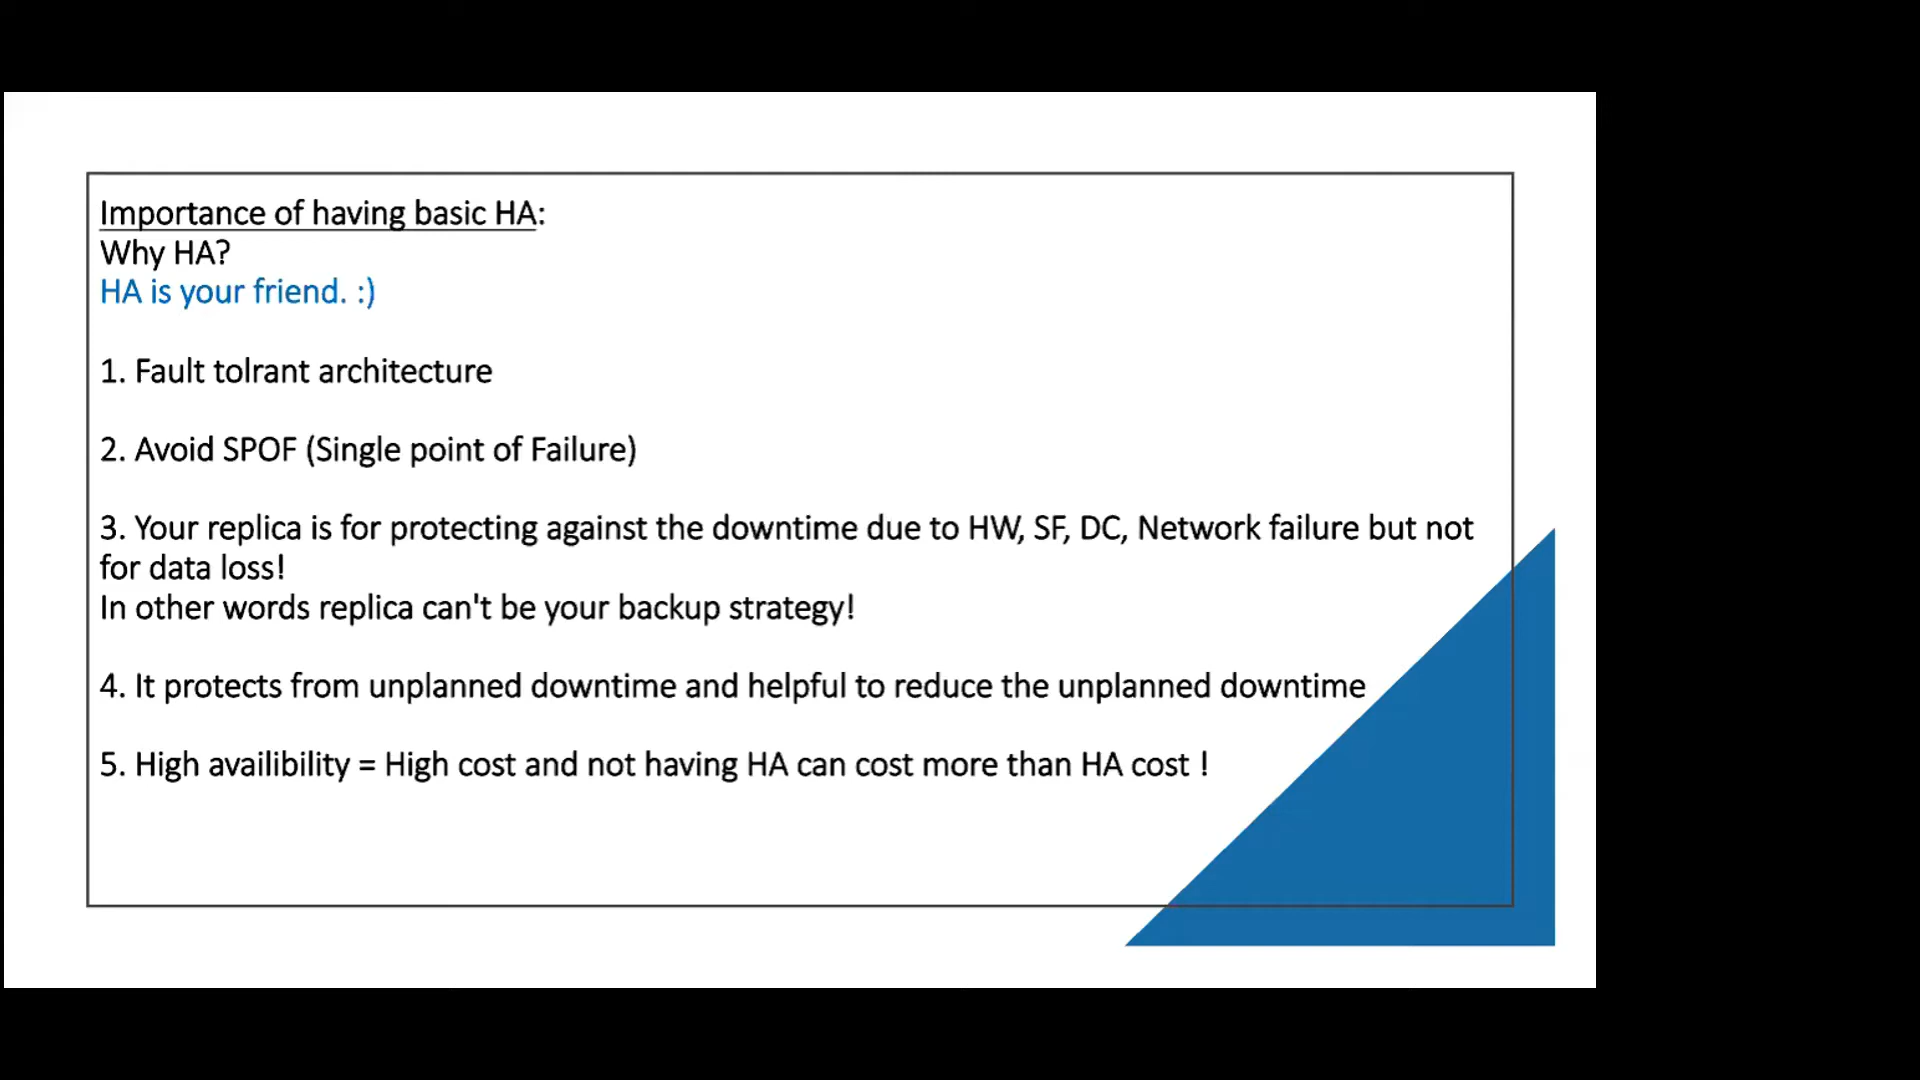 Importance of having basic HA:
Why HA?
HA is your friend. :)
1. Fault tolrant architecture
2. Avoid SPOF (Single point of Failure)
3. Your replica is for protecting against the downtime due to HW, SF, DC, Network failure but not
for data loss!
In other words replica can't be your backup strategy!
4. It protects from unplanned downtime and helpful to reduce the unplanned downtime
5. High availibility = High cost and not having HA can cost more than HA cost !